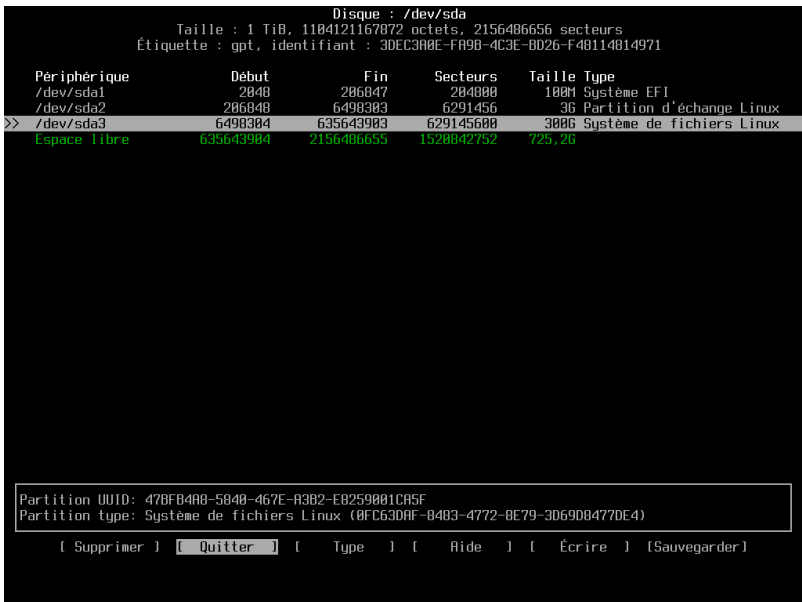 Disque : /dev/sda
Taille : 1 TiB, 1104121167872 octets, 2156486656 secteurs
Étiquette : gpt, identifiant : 3DEC3A0E-FA9B-4C3E-BD26-F48114814971
Périphérique Début Fin Secteurs Taille Type
/dev/sda1 2048 206847 204800 100M Système EFI
/dev/sda2 206848 6498303 6291456 3G Partition d'échange Linux
>> /dev/sda3 6498304 635643903 629145600 300G Système de fichiers Linux
Espace libre 635643904 2156486655 1520842752 725,2G
Partition UUID: 47BFB4A8-5840-467E-A3B2-E8259001CA5F
Partition type: Système de fichiers Linux (0FC63DAF-8483-4772-8E79-3D69D8477DE4)
[ Supprimer ] [ Quitter ] [ Type ] [ Aide ] [ Écrire ] [Sauvegarder]